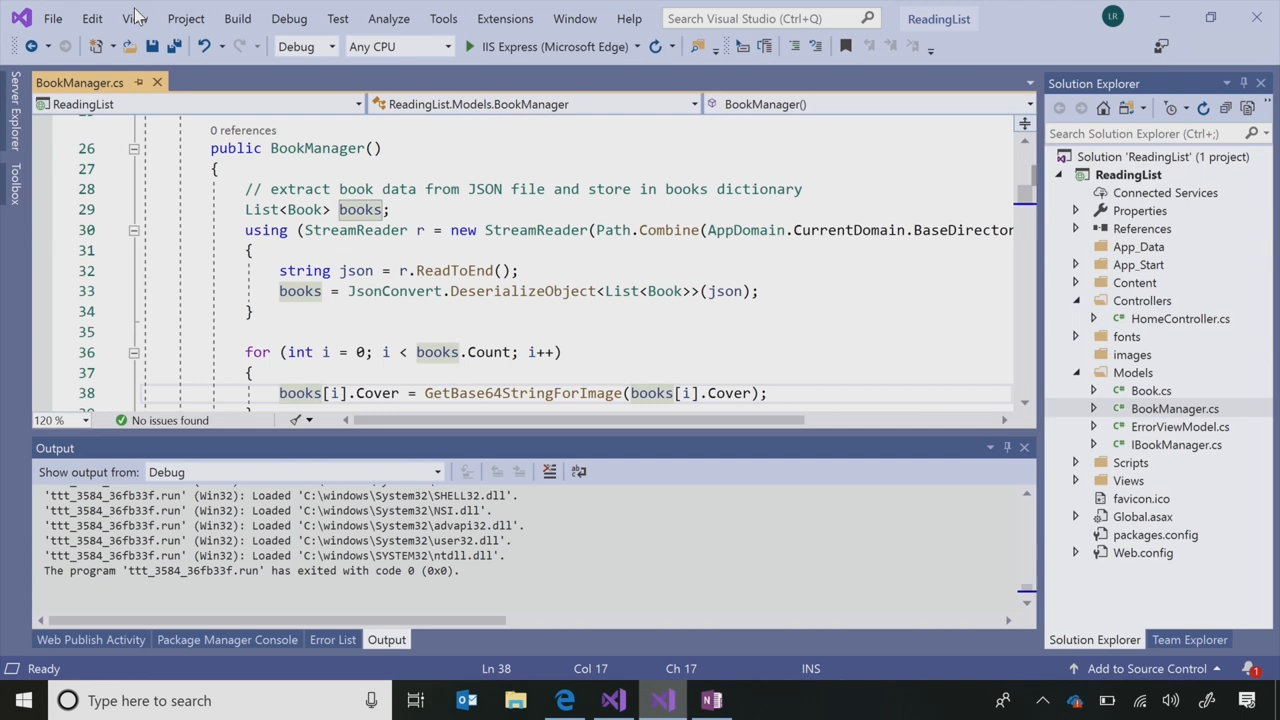 File Edit View Project Build Debug Test Analyze Tools Extensions Window Help Search Visual Studio (Ctrl+Q) ReadingList LR
Debug Any CPU IIS Express (Microsoft Edge)
Server Explorer
Toolbox
BookManager.cs
ReadingList ReadingList.Models.BookManager BookManager()
0 references
26 public BookManager()
27 {
28 // extract book data from JSON file and store in books dictionary
29 List<Book> books;
30 using (StreamReader r = new StreamReader(Path.Combine(AppDomain.CurrentDomain.BaseDirector
31 {
32 string json = r.ReadToEnd();
33 books = JsonConvert.DeserializeObject<List<Book>>(json);
34 }
35
36 for (int i = 0; i < books.Count; i++)
37 {
38 books[i].Cover = GetBase64StringForImage(books[i].Cover);
120 % No issues found
Output
Show output from: Debug
'ttt_3584_36fb33f.run' (Win32): Loaded 'C:\windows\System32\SHELL32.dll'.
'ttt_3584_36fb33f.run' (Win32): Loaded 'C:\windows\System32\NSI.dll'.
'ttt_3584_36fb33f.run' (Win32): Loaded 'C:\windows\System32\advapi32.dll'.
'ttt_3584_36fb33f.run' (Win32): Loaded 'C:\windows\System32\user32.dll'.
'ttt_3584_36fb33f.run' (Win32): Loaded 'C:\windows\SYSTEM32\ntdll.dll'.
The program 'ttt_3584_36fb33f.run' has exited with code 0 (0x0).
Web Publish Activity Package Manager Console Error List Output
Solution Explorer
Search Solution Explorer (Ctrl+;)
Solution 'ReadingList' (1 project)
ReadingList
Connected Services
Properties
References
App_Data
App_Start
Content
Controllers
HomeController.cs
fonts
images
Models
Book.cs
BookManager.cs
ErrorViewModel.cs
IBookManager.cs
Scripts
Views
favicon.ico
Global.asax
packages.config
Web.config
Solution Explorer Team Explorer
Ready Ln 38 Col 17 Ch 17 INS Add to Source Control 1
Type here to search